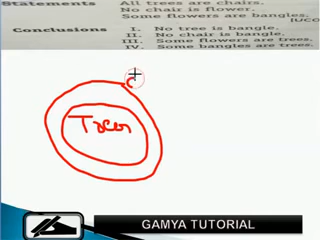 Statements All trees are chairs.
No chair is flower.
Some flowers are bangles.
Conclusions I. No tree is bangle.
II. No chair is bangle.
III. Some flowers are trees.
IV. Some bangles are trees.
Trees
GAMYA TUTORIAL